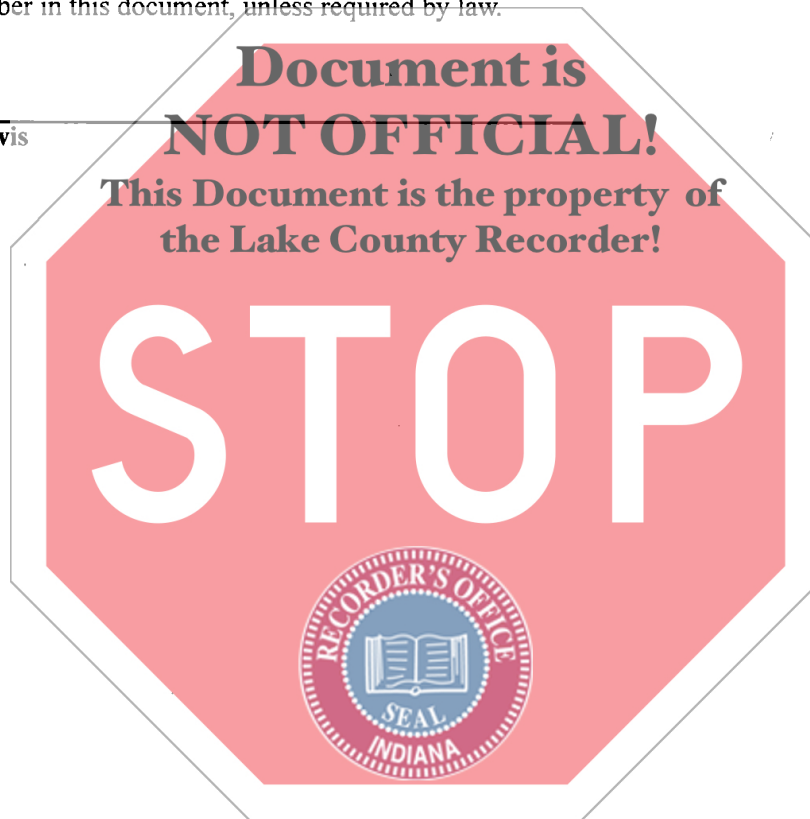 ber in this document, unless required by law.
vis
Document is
NOT OFFICIAL!
This Document is the property of
the Lake County Recorder!
STOP
RECORDER'S OFFICE
SEAL
INDIANA